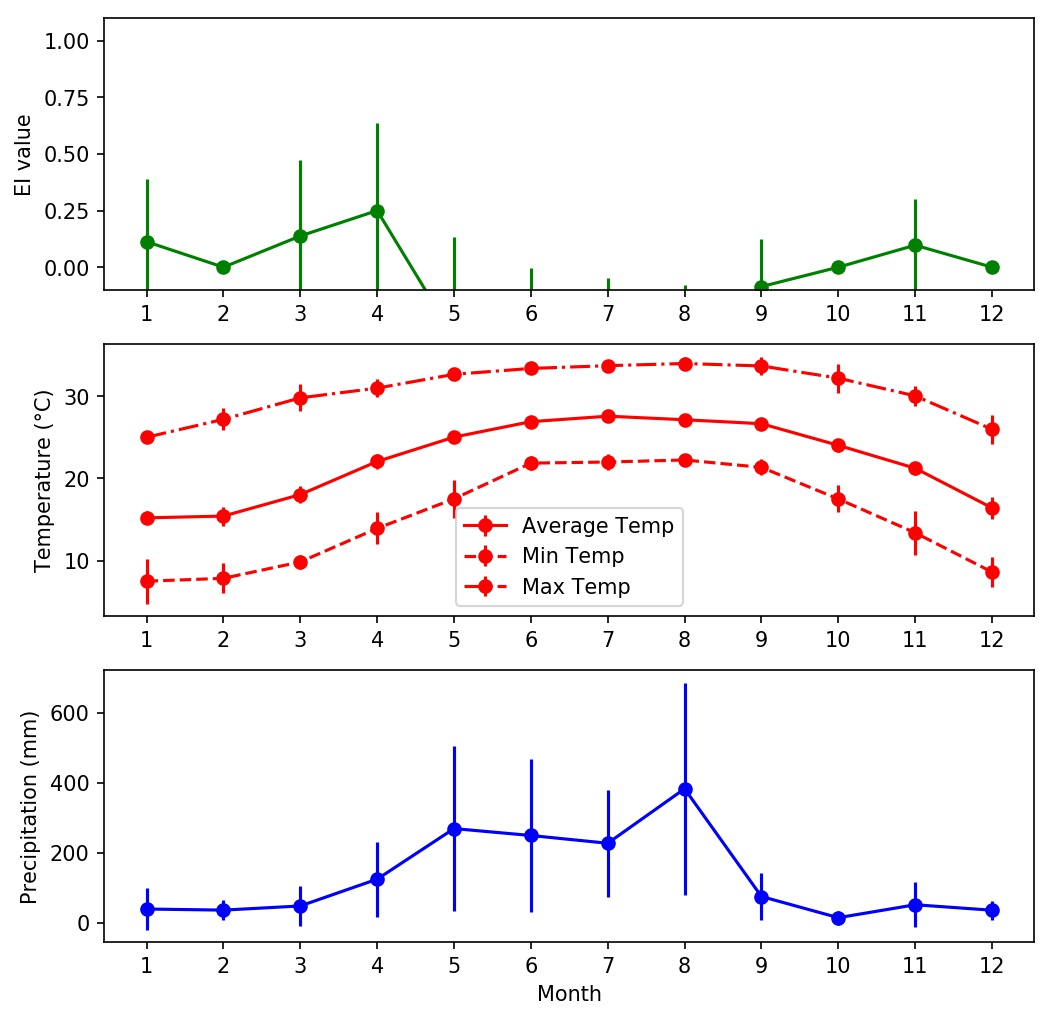 1.00
0.75
0.50
0.25
0.00
EI value
1 2 3 4 5 6 7 8 9 10 11 12
30
20
10
Temperature (°C)
Average Temp
Min Temp
Max Temp
1 2 3 4 5 6 7 8 9 10 11 12
600
400
200
0
Precipitation (mm)
1 2 3 4 5 6 7 8 9 10 11 12
Month